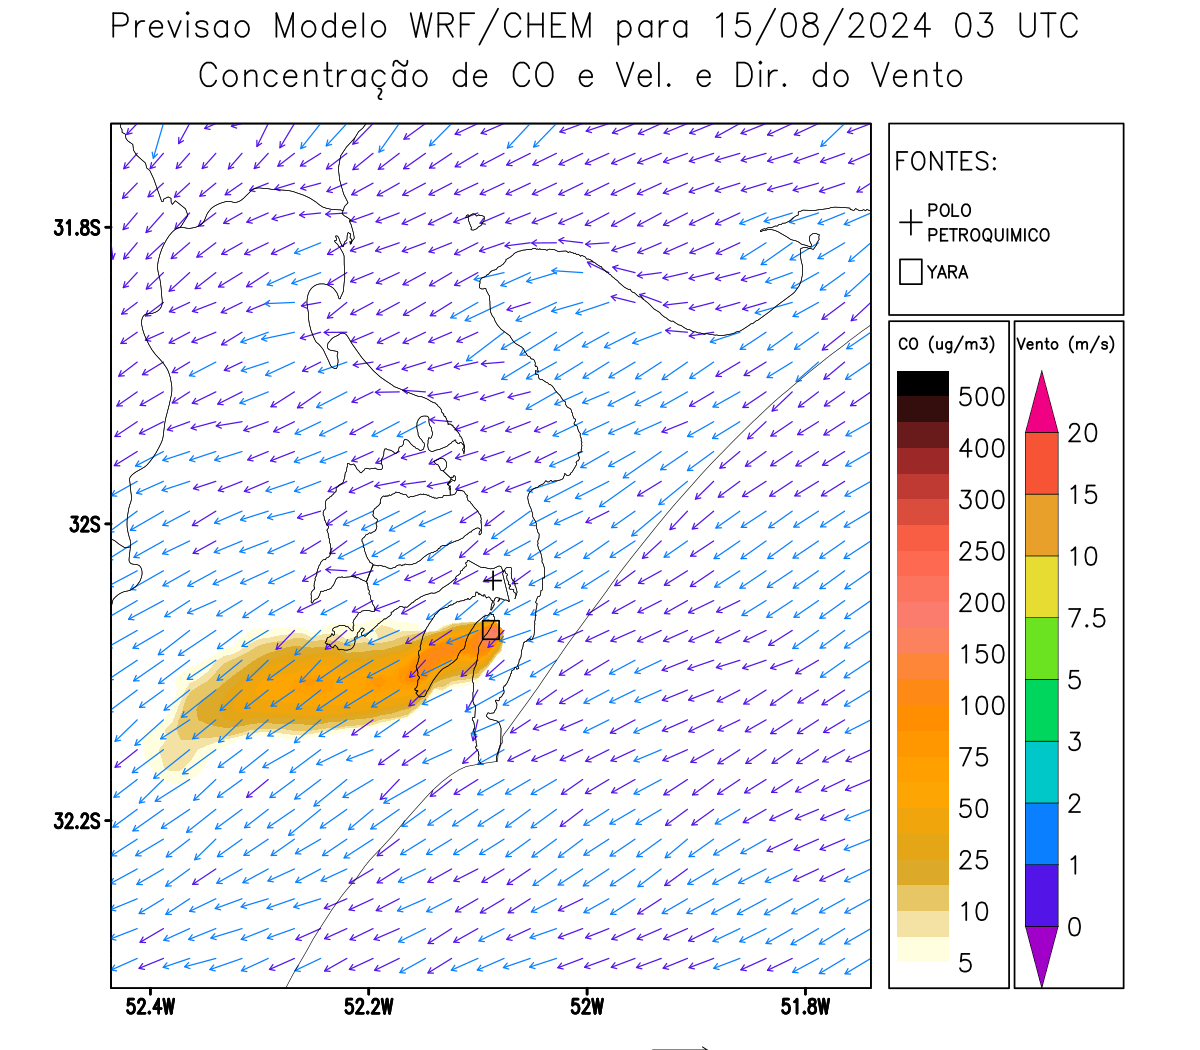 Previsao Modelo WRF/CHEM para 15/08/2024 03 UTC
Concentração de CO e Vel. e Dir. do Vento
FONTES:
POLO
PETROQUIMICO
YARA
CO (ug/m3)
500
400
300
250
200
150
100
75
50
25
10
5
Vento (m/s)
20
15
10
7.5
5
3
2
1
0
31.8S
32S
32.2S
52.4W
52.2W
52W
51.8W